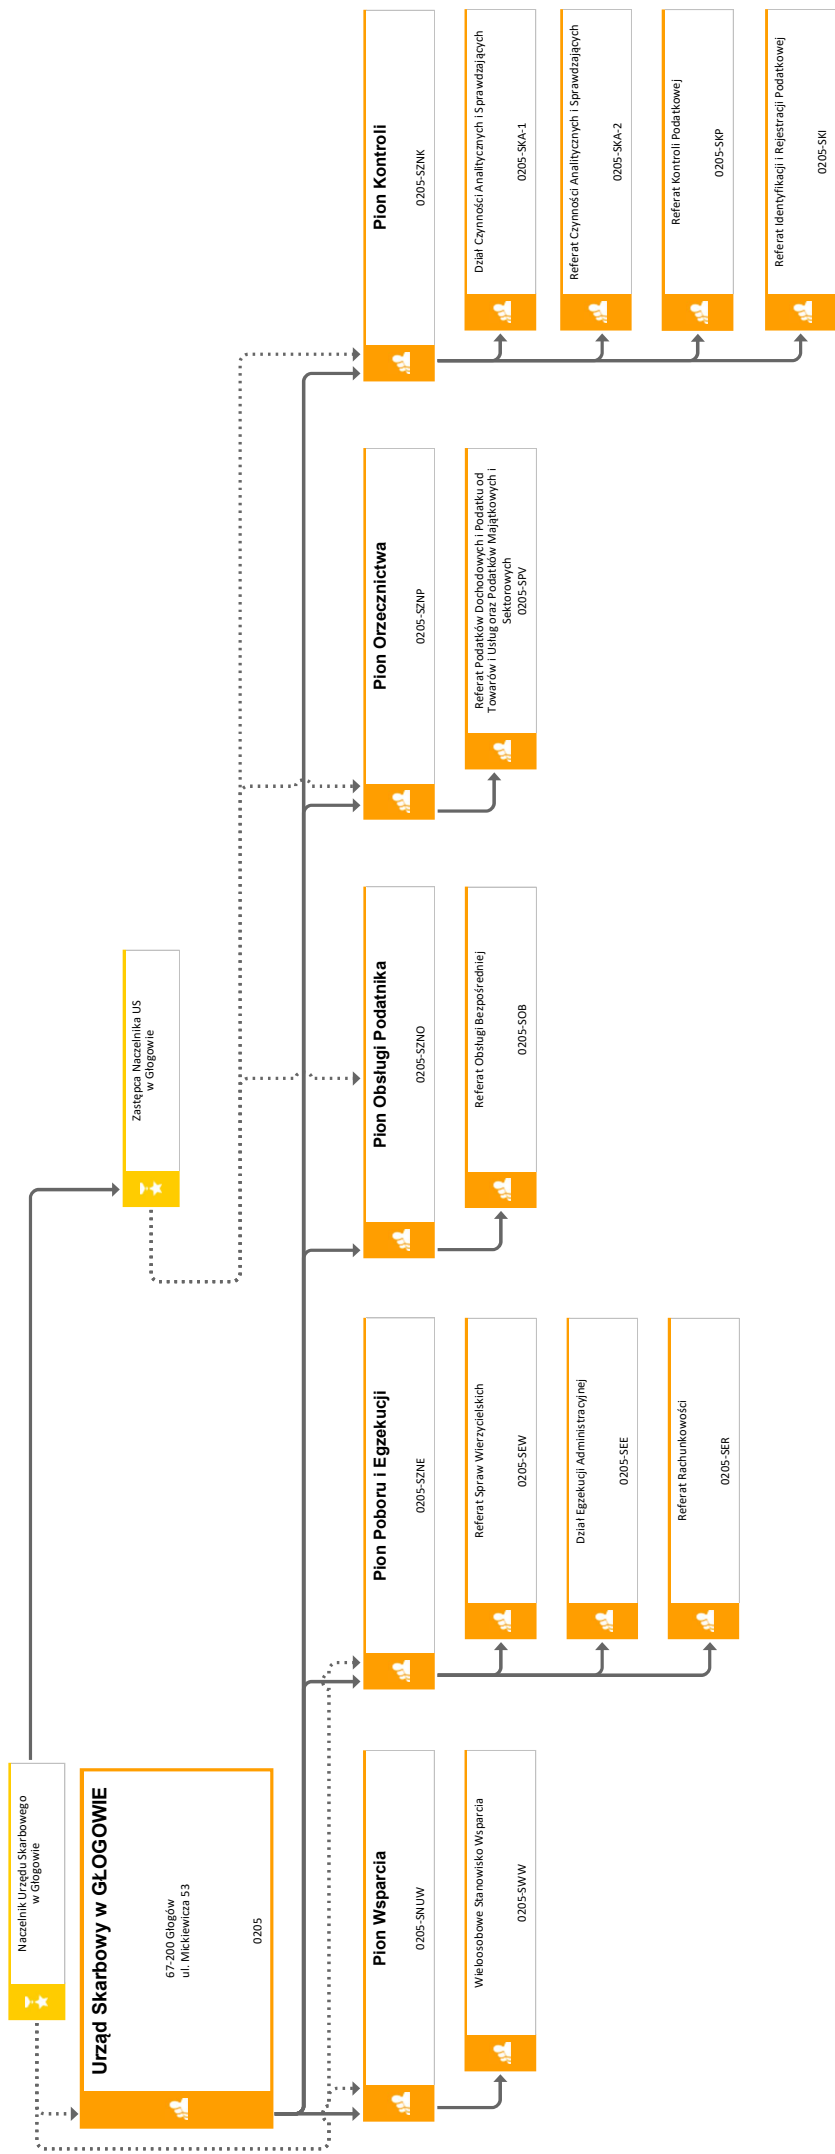 Naczelnik Urzędu Skarbowego
w Głogowie
Urząd Skarbowy w GŁOGOWIE
67-200 Głogów
ul. Mickiewicza 53
0205
Zastępca Naczelnika US
w Głogowie
Pion Wsparcia
0205-SNUW
Wieloosobowe Stanowisko Wsparcia
0205-SWW
Pion Poboru i Egzekucji
0205-SZNE
Referat Spraw Wierzycielskich
0205-SEW
Dział Egzekucji Administracyjnej
0205-SEE
Referat Rachunkowości
0205-SER
Pion Obsługi Podatnika
0205-SZNO
Referat Obsługi Bezpośredniej
0205-SOB
Pion Orzecznictwa
0205-SZNP
Referat Podatków Dochodowych i Podatku od
Towarów i Usług oraz Podatków Majątkowych i
Sektorowych
0205-SPV
Pion Kontroli
0205-SZNK
Dział Czynności Analitycznych i Sprawdzających
0205-SKA-1
Referat Czynności Analitycznych i Sprawdzających
0205-SKA-2
Referat Kontroli Podatkowej
0205-SKP
Referat Identyfikacji i Rejestracji Podatkowej
0205-SKI